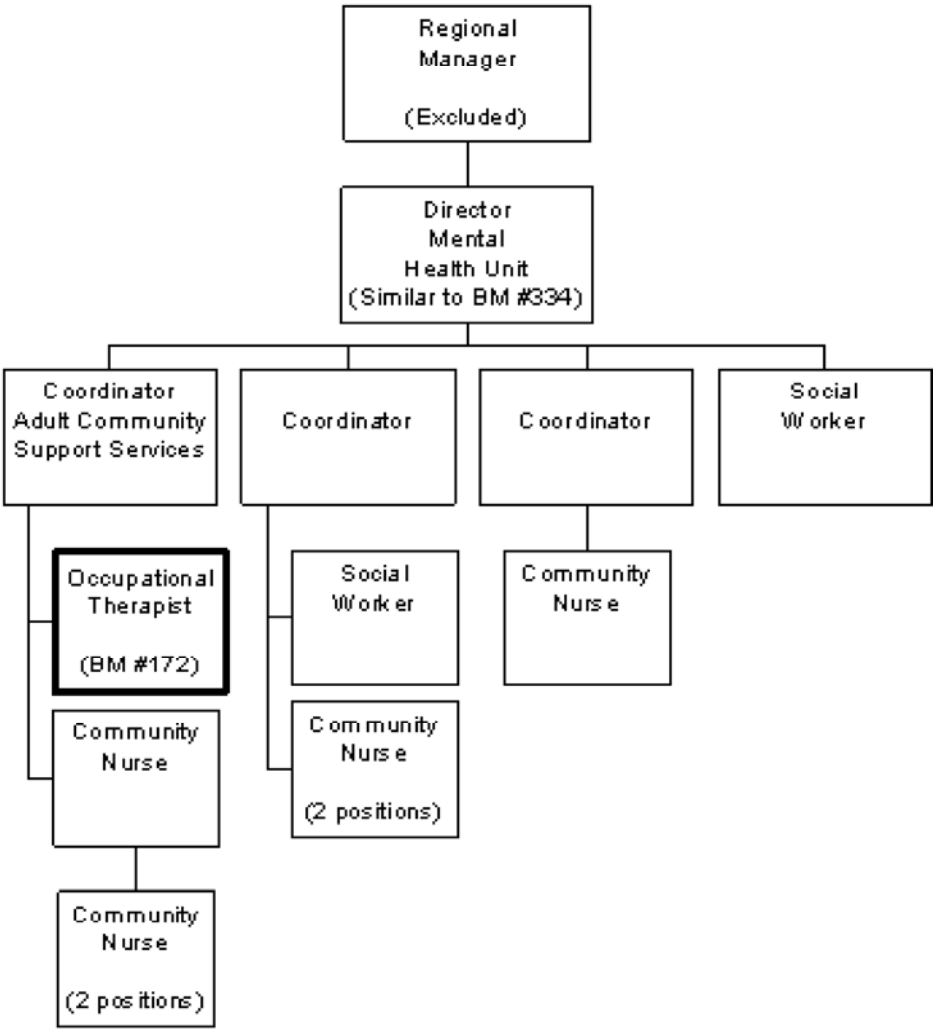 Regional
Manager
(Excluded)
Director
Mental
Health Unit
(Similar to BM #334)
Coordinator
Adult Community
Support Services
Coordinator
Coordinator
Social
Worker
Occupational
Therapist
(BM #172)
Community
Nurse
Community
Nurse
(2 positions)
Social
Worker
Community
Nurse
(2 positions)
Community
Nurse